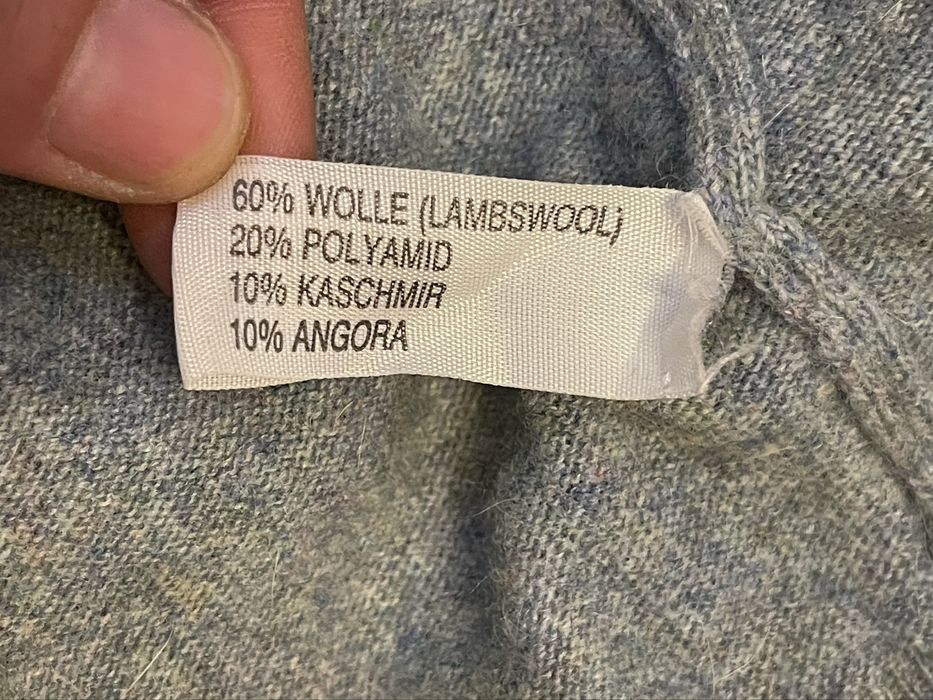 60% WOLLE (LAMBSWOOL)
20% POLYAMID
10% KASCHMIR
10% ANGORA